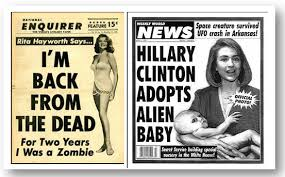 NATIONAL
ENQUIRER
FEATURE
15¢
Rita Hayworth Says...
I'M
BACK
FROM
THE
DEAD
For Two Years
I Was a Zombie
WEEKLY WORLD
NEWS
Space creature survived
UFO crash in Arkansas!
HILLARY
CLINTON
ADOPTS
ALIEN
BABY
OFFICIAL
PHOTO!
Secret Service building special
nursery in the White House!